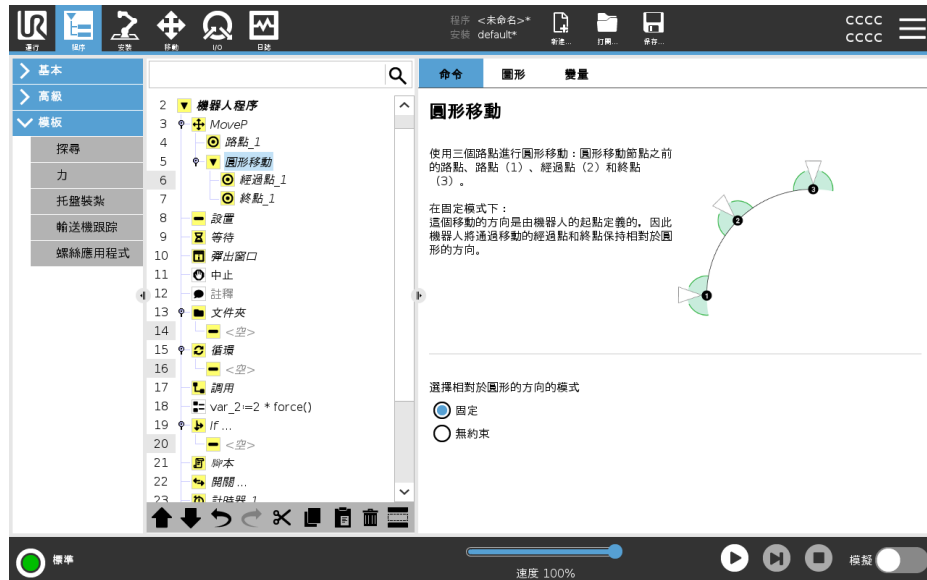 UR
運行
程序
安裝
移動
I/O
日誌
程序 <未命名>*
安裝 default*
新建...
打開...
保存...
CCCC
CCCC
基本
高級
模板
探尋
力
托盤裝紮
輸送機跟踪
螺絲應用程式
2 機器人程序
3 MoveP
4 路點_1
5 圓形移動
6 經過點_1
7 終點_1
8 設置
9 等待
10 彈出窗口
11 中止
12 註釋
13 文件夾
14 <空>
15 循環
16 <空>
17 調用
18 var_2:=2 * force()
19 If ...
20 <空>
21 腳本
22 開關 ...
23 計時器_1
命令
圖形
變量
圓形移動
使用三個路點進行圓形移動：圓形移動節點之前
的路點、路點（1）、經過點（2）和終點
（3）。
在固定模式下：
這個移動的方向是由機器人的起點定義的，因此
機器人將通過移動的經過點和終點保持相對於圓
形的方向。
1
2
3
選擇相對於圓形的方向的模式
固定
無約束
標準
速度 100%
模擬